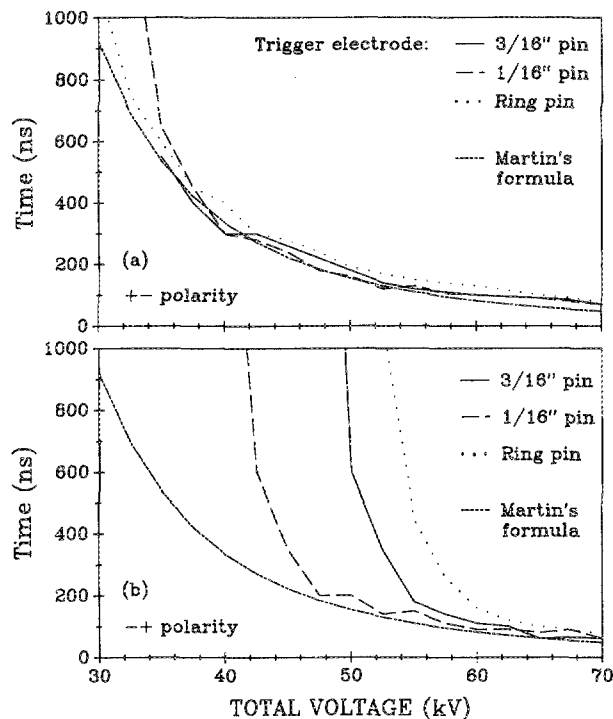 1000
800
600
400
200
0
Time (ns)
Trigger electrode:
3/16" pin
1/16" pin
Ring pin
Martin's
formula
(a)
+− polarity
1000
800
600
400
200
0
Time (ns)
3/16" pin
1/16" pin
Ring pin
Martin's
formula
(b)
−+ polarity
30
40
50
60
70
TOTAL VOLTAGE (kV)